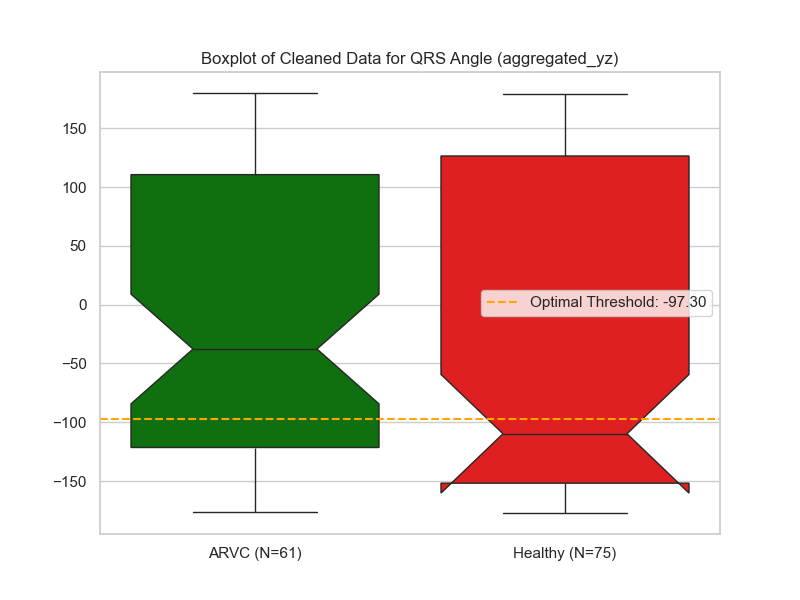 Boxplot of Cleaned Data for QRS Angle (aggregated_yz)
150
100
50
0
Optimal Threshold: -97.30
−50
−100
−150
ARVC (N=61)
Healthy (N=75)